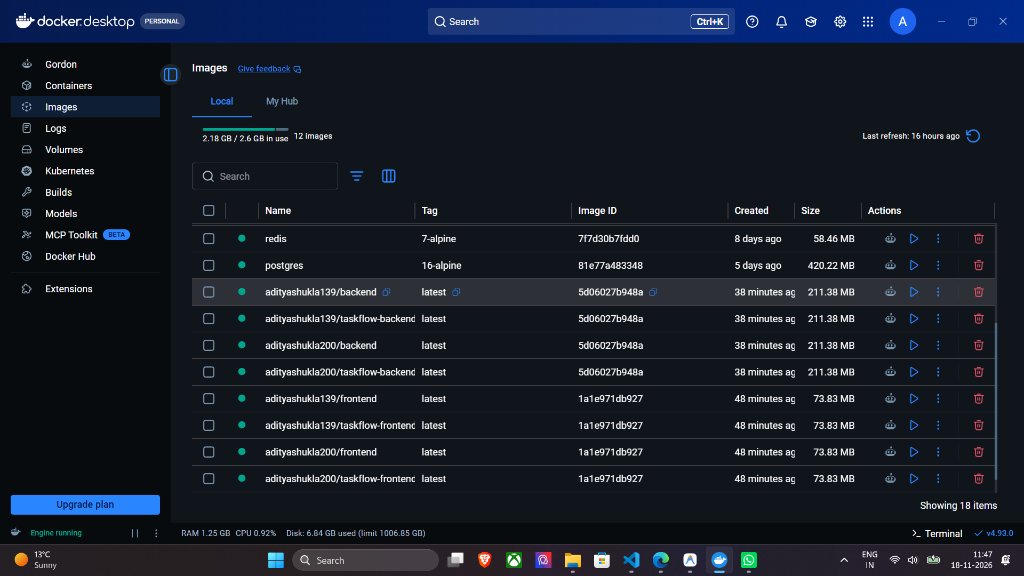 docker.desktop PERSONAL
Search Ctrl+K
A
Gordon
Containers
Images
Logs
Volumes
Kubernetes
Builds
Models
MCP Toolkit BETA
Docker Hub
Extensions
Upgrade plan
Images Give feedback
Local My Hub
2.18 GB / 2.6 GB in use 12 images
Last refresh: 16 hours ago
Search
Name Tag Image ID Created Size Actions
redis 7-alpine 7f7d30b7fdd0 8 days ago 58.46 MB
postgres 16-alpine 81e77a483348 5 days ago 420.22 MB
adityashukla139/backend latest 5d06027b948a 38 minutes ag 211.38 MB
adityashukla139/taskflow-backend latest 5d06027b948a 38 minutes ag 211.38 MB
adityashukla200/backend latest 5d06027b948a 38 minutes ag 211.38 MB
adityashukla200/taskflow-backend latest 5d06027b948a 38 minutes ag 211.38 MB
adityashukla139/frontend latest 1a1e971db927 48 minutes ag 73.83 MB
adityashukla139/taskflow-frontend latest 1a1e971db927 48 minutes ag 73.83 MB
adityashukla200/frontend latest 1a1e971db927 48 minutes ag 73.83 MB
adityashukla200/taskflow-frontend latest 1a1e971db927 48 minutes ag 73.83 MB
Showing 18 items
Engine running
RAM 1.25 GB CPU 0.92% Disk: 6.84 GB used (limit 1006.85 GB)
Terminal v4.93.0
13°C
Sunny
Search
ENG
IN
11:47
18-11-2026